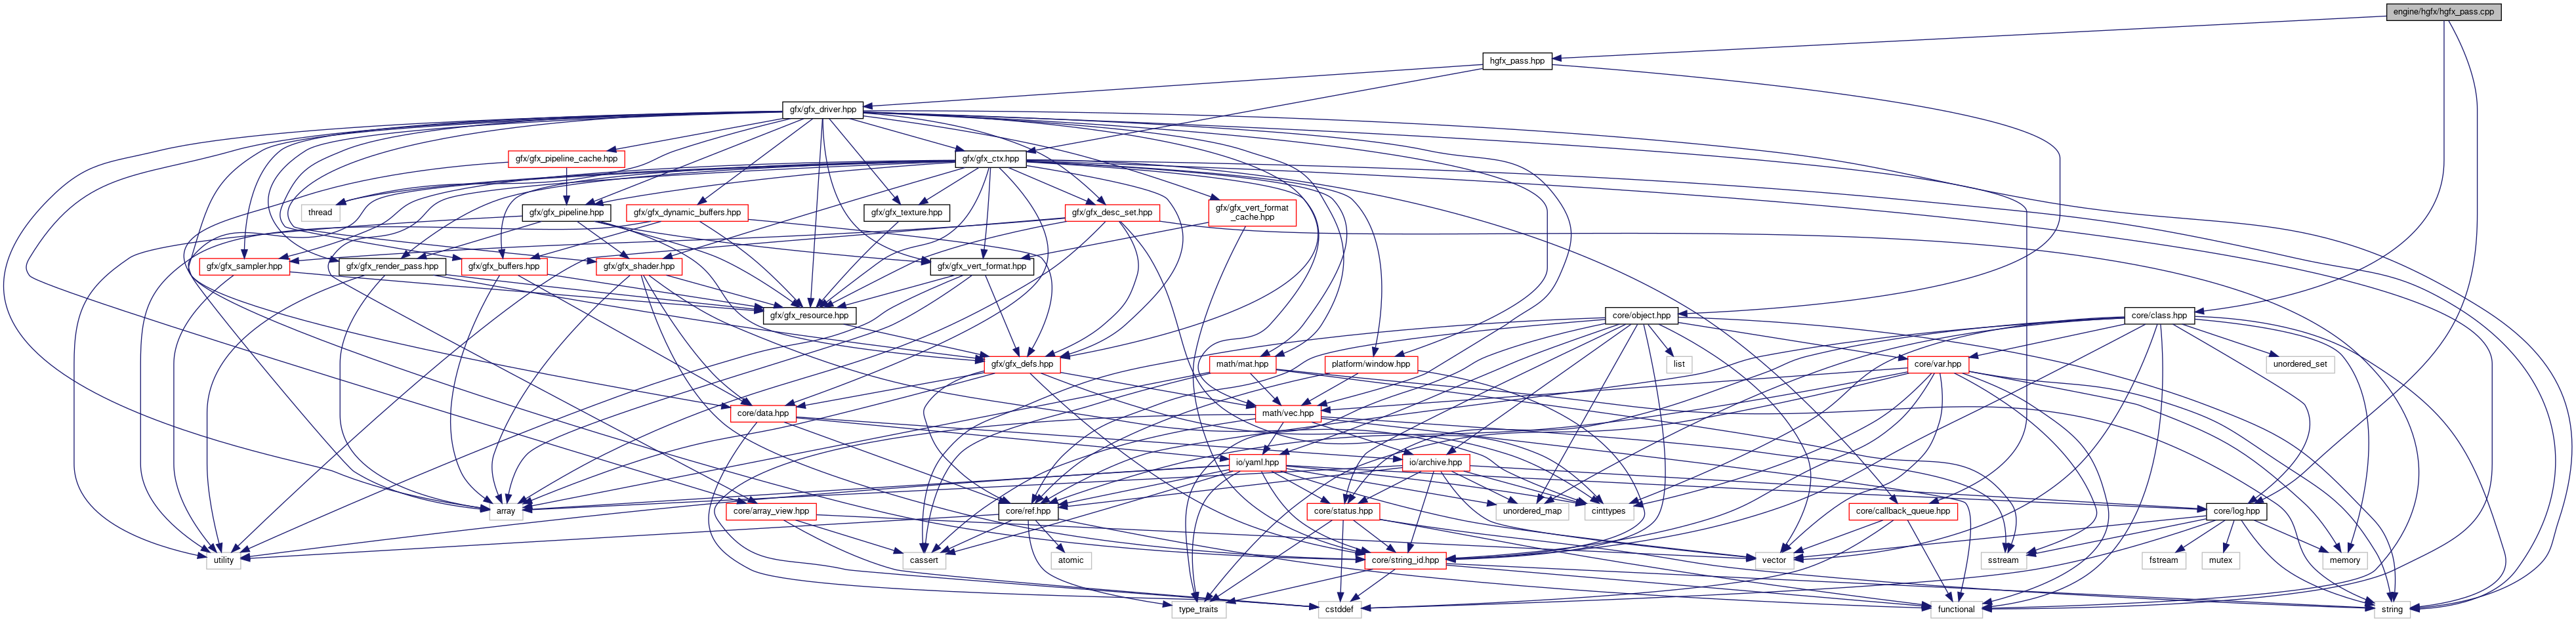 engine/hgfx/hgfx_pass.cpp
hgfx_pass.hpp
gfx/gfx_driver.hpp
gfx/gfx_pipeline_cache.hpp
gfx/gfx_ctx.hpp
thread
gfx/gfx_pipeline.hpp
gfx/gfx_dynamic_buffers.hpp
gfx/gfx_texture.hpp
gfx/gfx_desc_set.hpp
gfx/gfx_vert_format
_cache.hpp
gfx/gfx_sampler.hpp
gfx/gfx_render_pass.hpp
gfx/gfx_buffers.hpp
gfx/gfx_shader.hpp
gfx/gfx_vert_format.hpp
gfx/gfx_resource.hpp
core/object.hpp
core/class.hpp
gfx/gfx_defs.hpp
math/mat.hpp
platform/window.hpp
list
core/var.hpp
unordered_set
core/data.hpp
math/vec.hpp
io/yaml.hpp
io/archive.hpp
core/array_view.hpp
array
core/ref.hpp
core/status.hpp
unordered_map
cinttypes
core/callback_queue.hpp
core/log.hpp
utility
cassert
atomic
core/string_id.hpp
vector
sstream
fstream
mutex
memory
type_traits
cstddef
functional
string